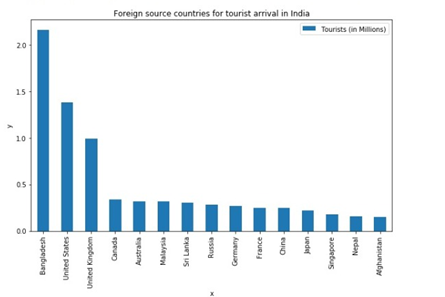 Foreign source countries for tourist arrival in India
Tourists (in Millions)
y
2.0
1.5
1.0
0.5
0.0
Bangladesh
United States
United Kingdom
Canada
Australia
Malaysia
Sri Lanka
Russia
Germany
France
China
Japan
Singapore
Nepal
Afghanistan
x